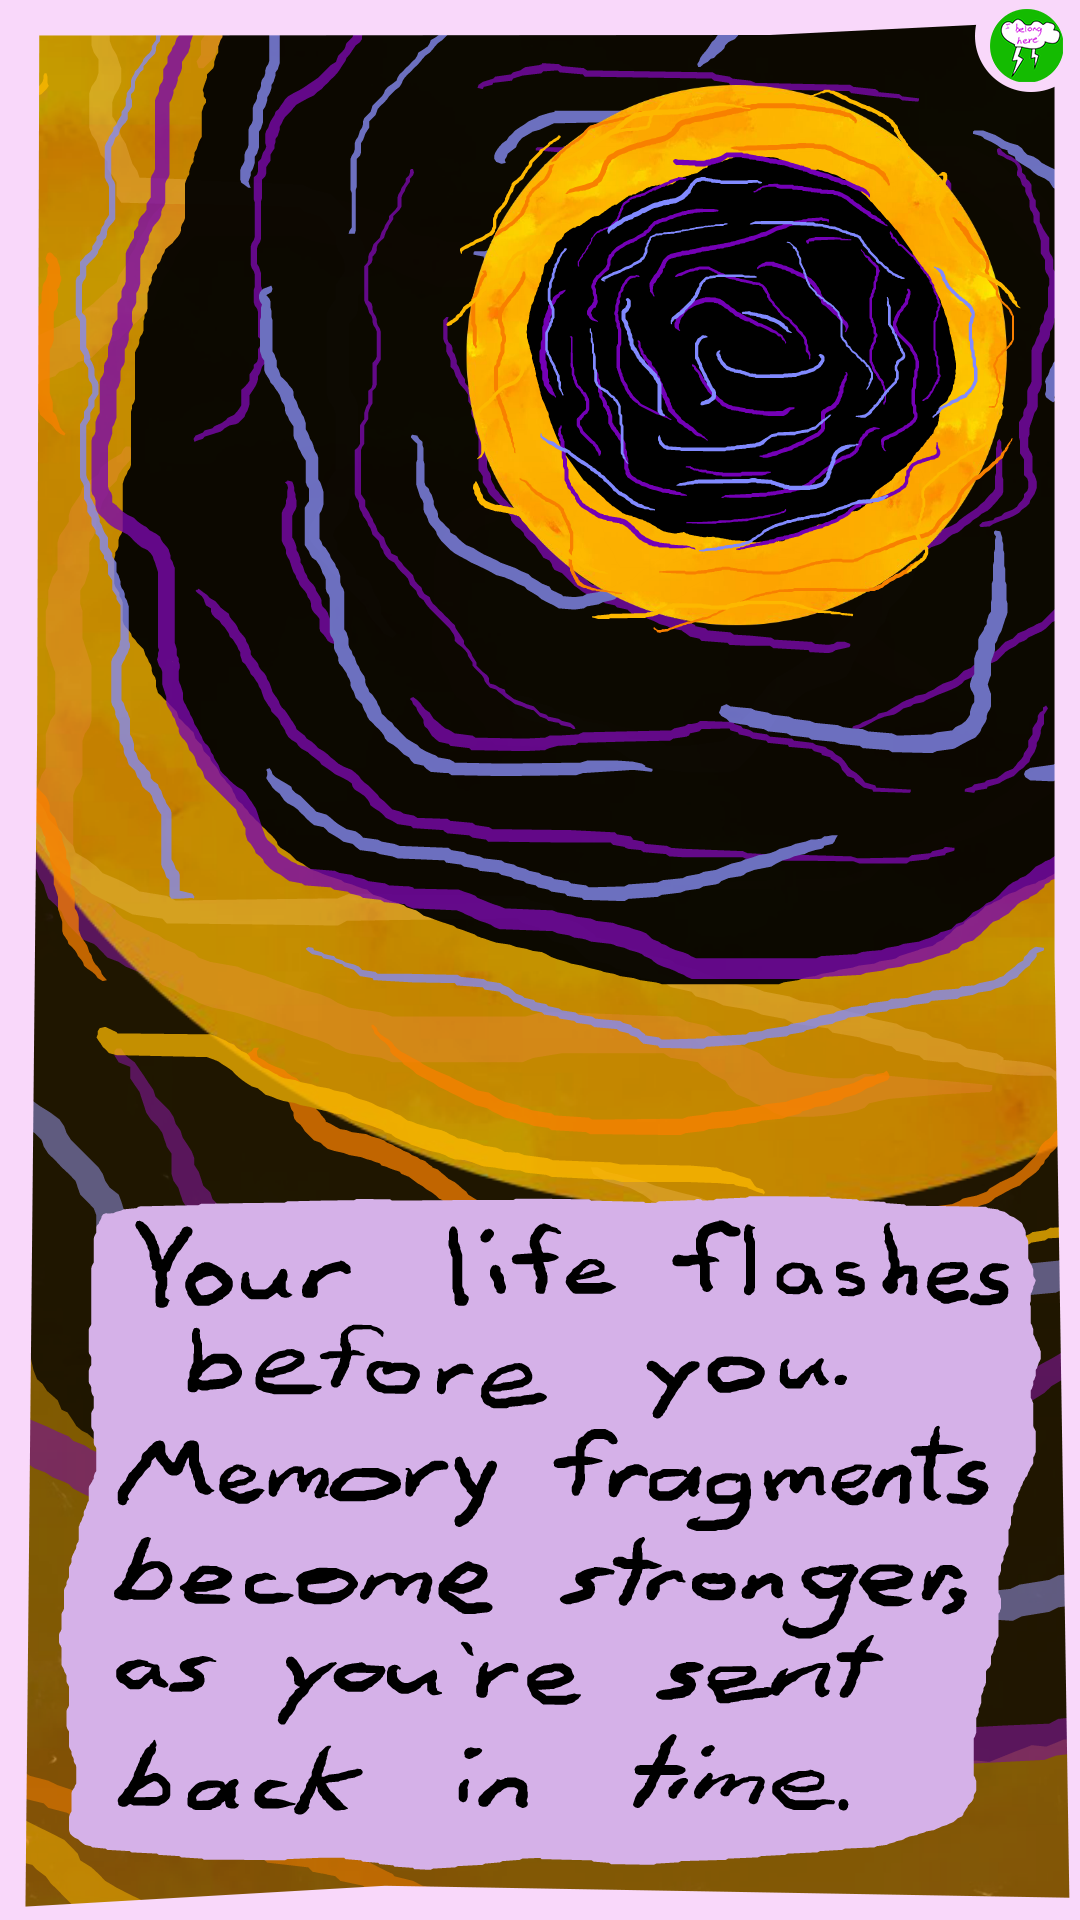 belong
here
Your life flashes
before you.
Memory fragments
become stronger,
as you're sent
back in time.